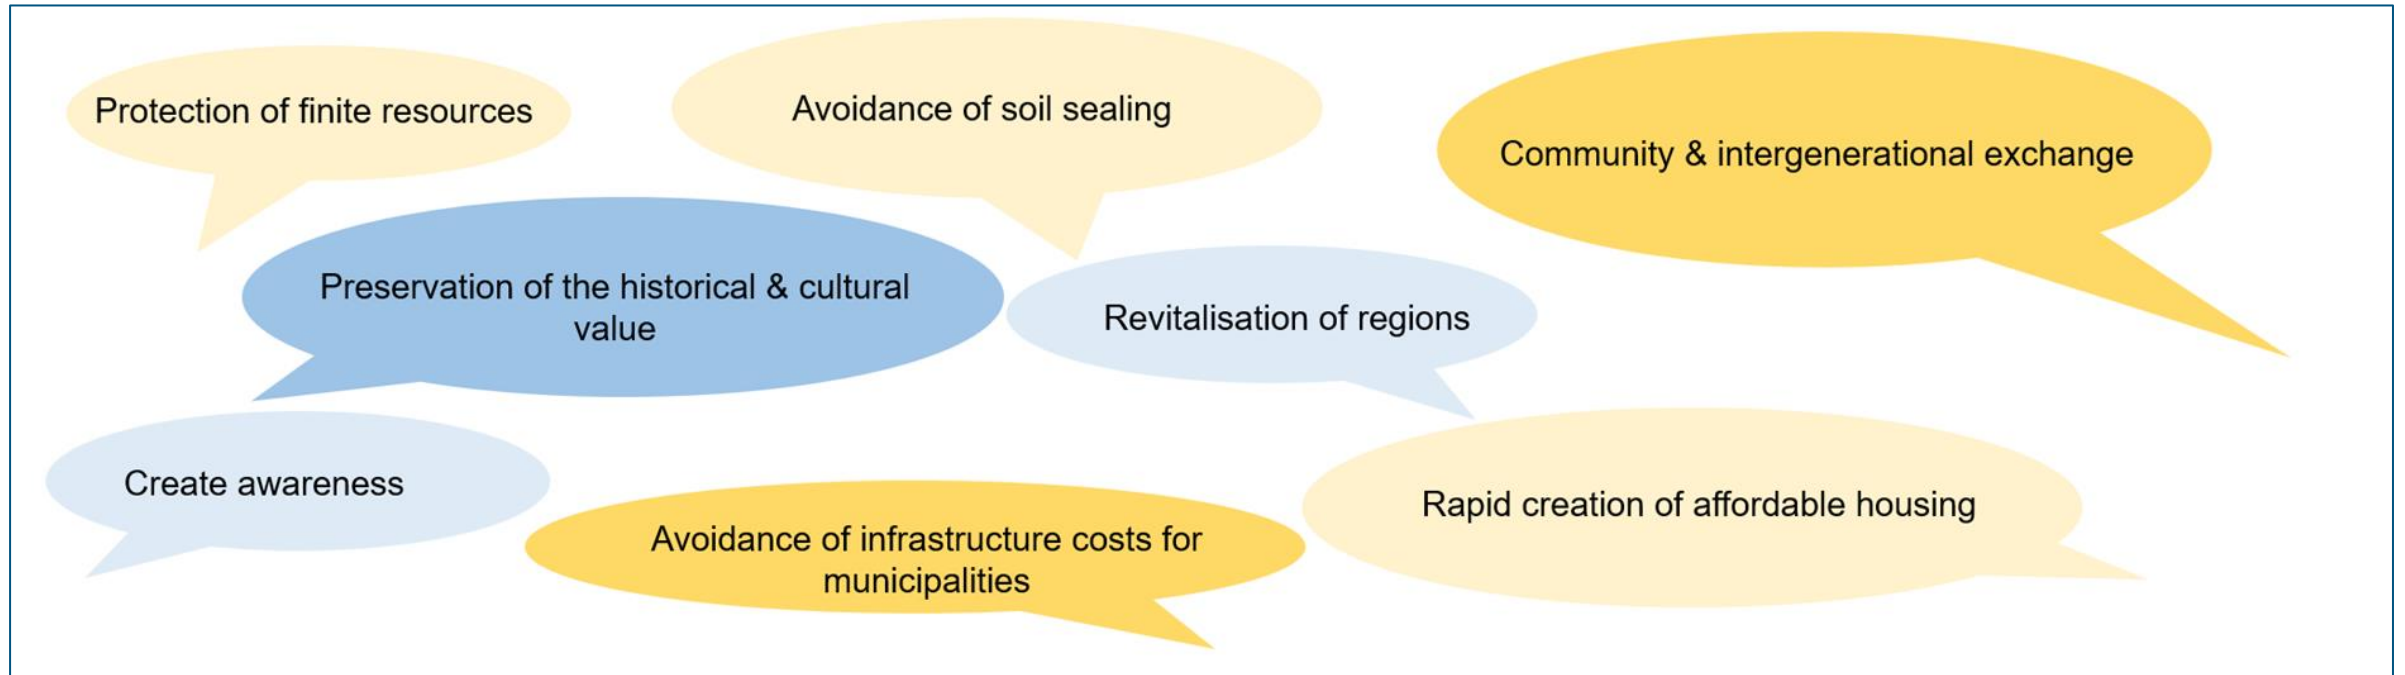 Protection of finite resources
Avoidance of soil sealing
Community & intergenerational exchange
Preservation of the historical & cultural
value
Revitalisation of regions
Create awareness
Avoidance of infrastructure costs for
municipalities
Rapid creation of affordable housing